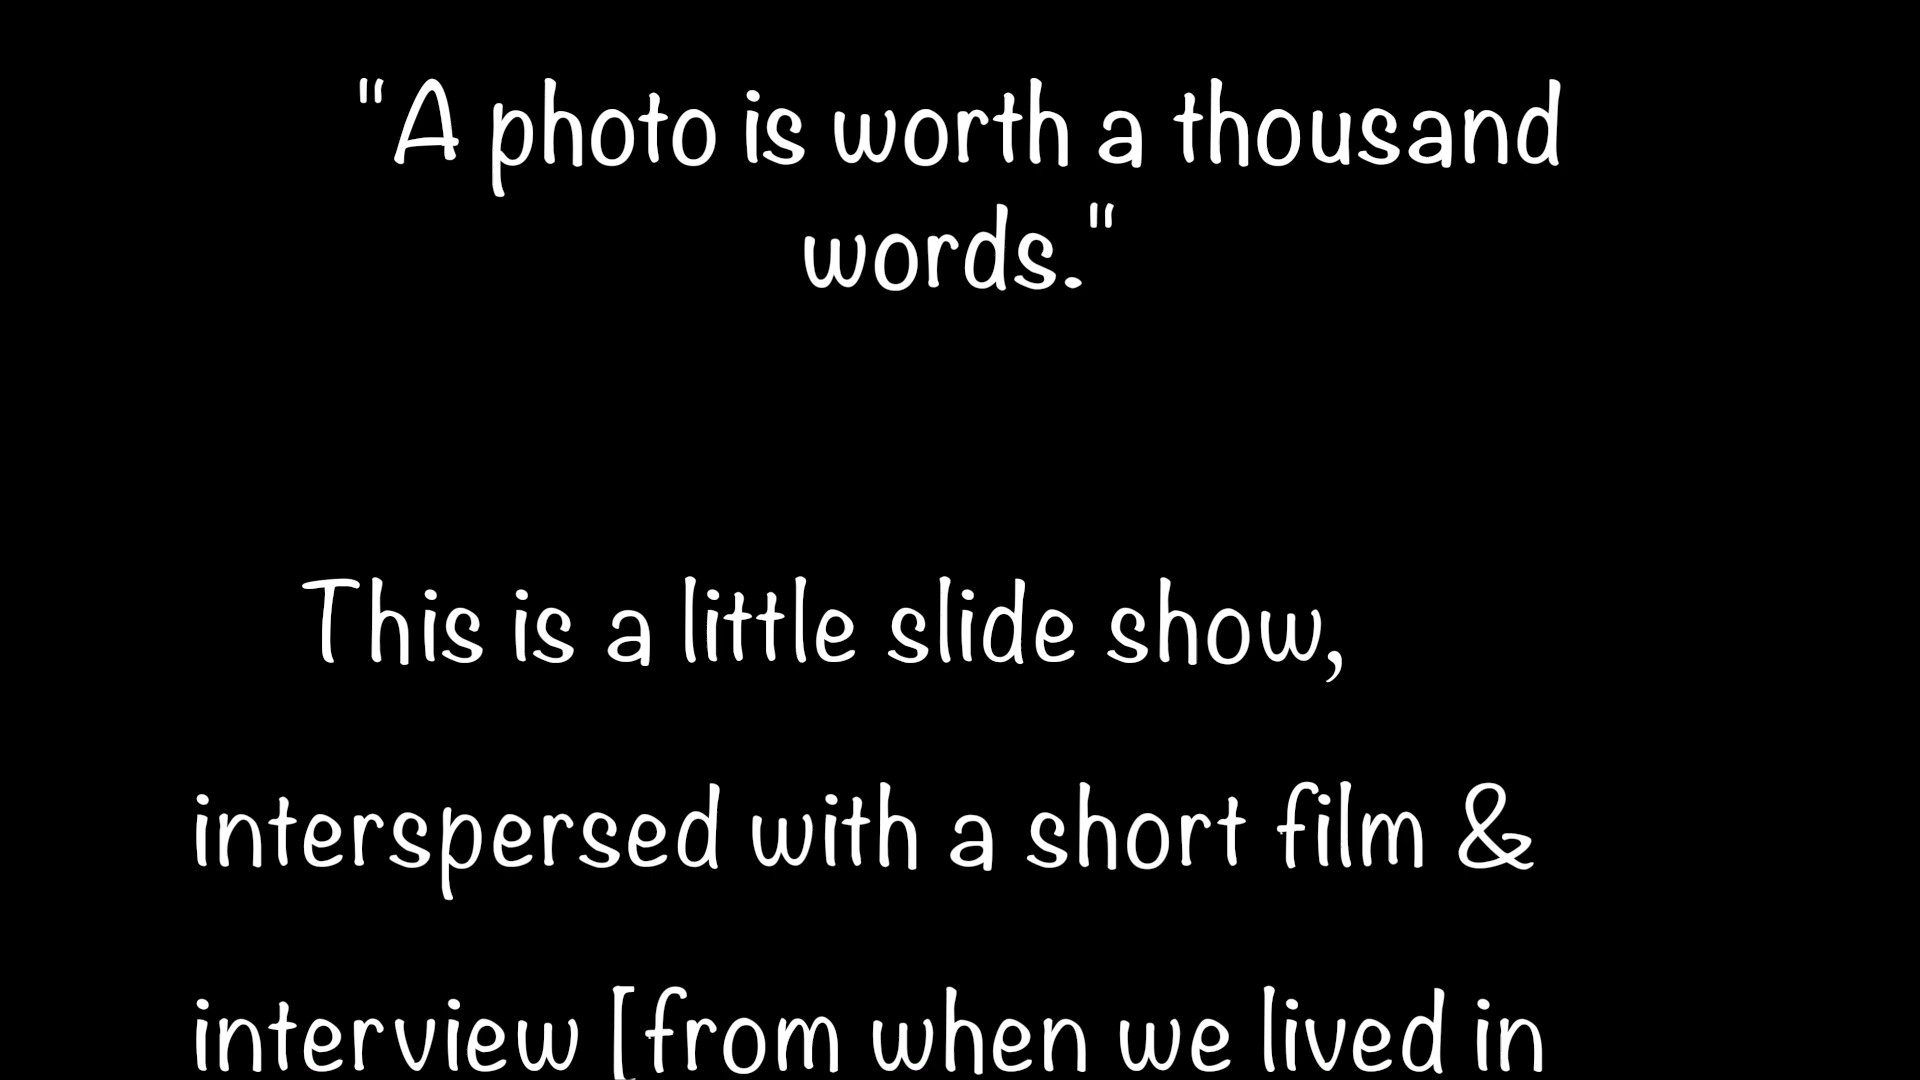 "A photo is worth a thousand
words."
This is a little slide show,
interspersed with a short film &
interview [from when we lived in